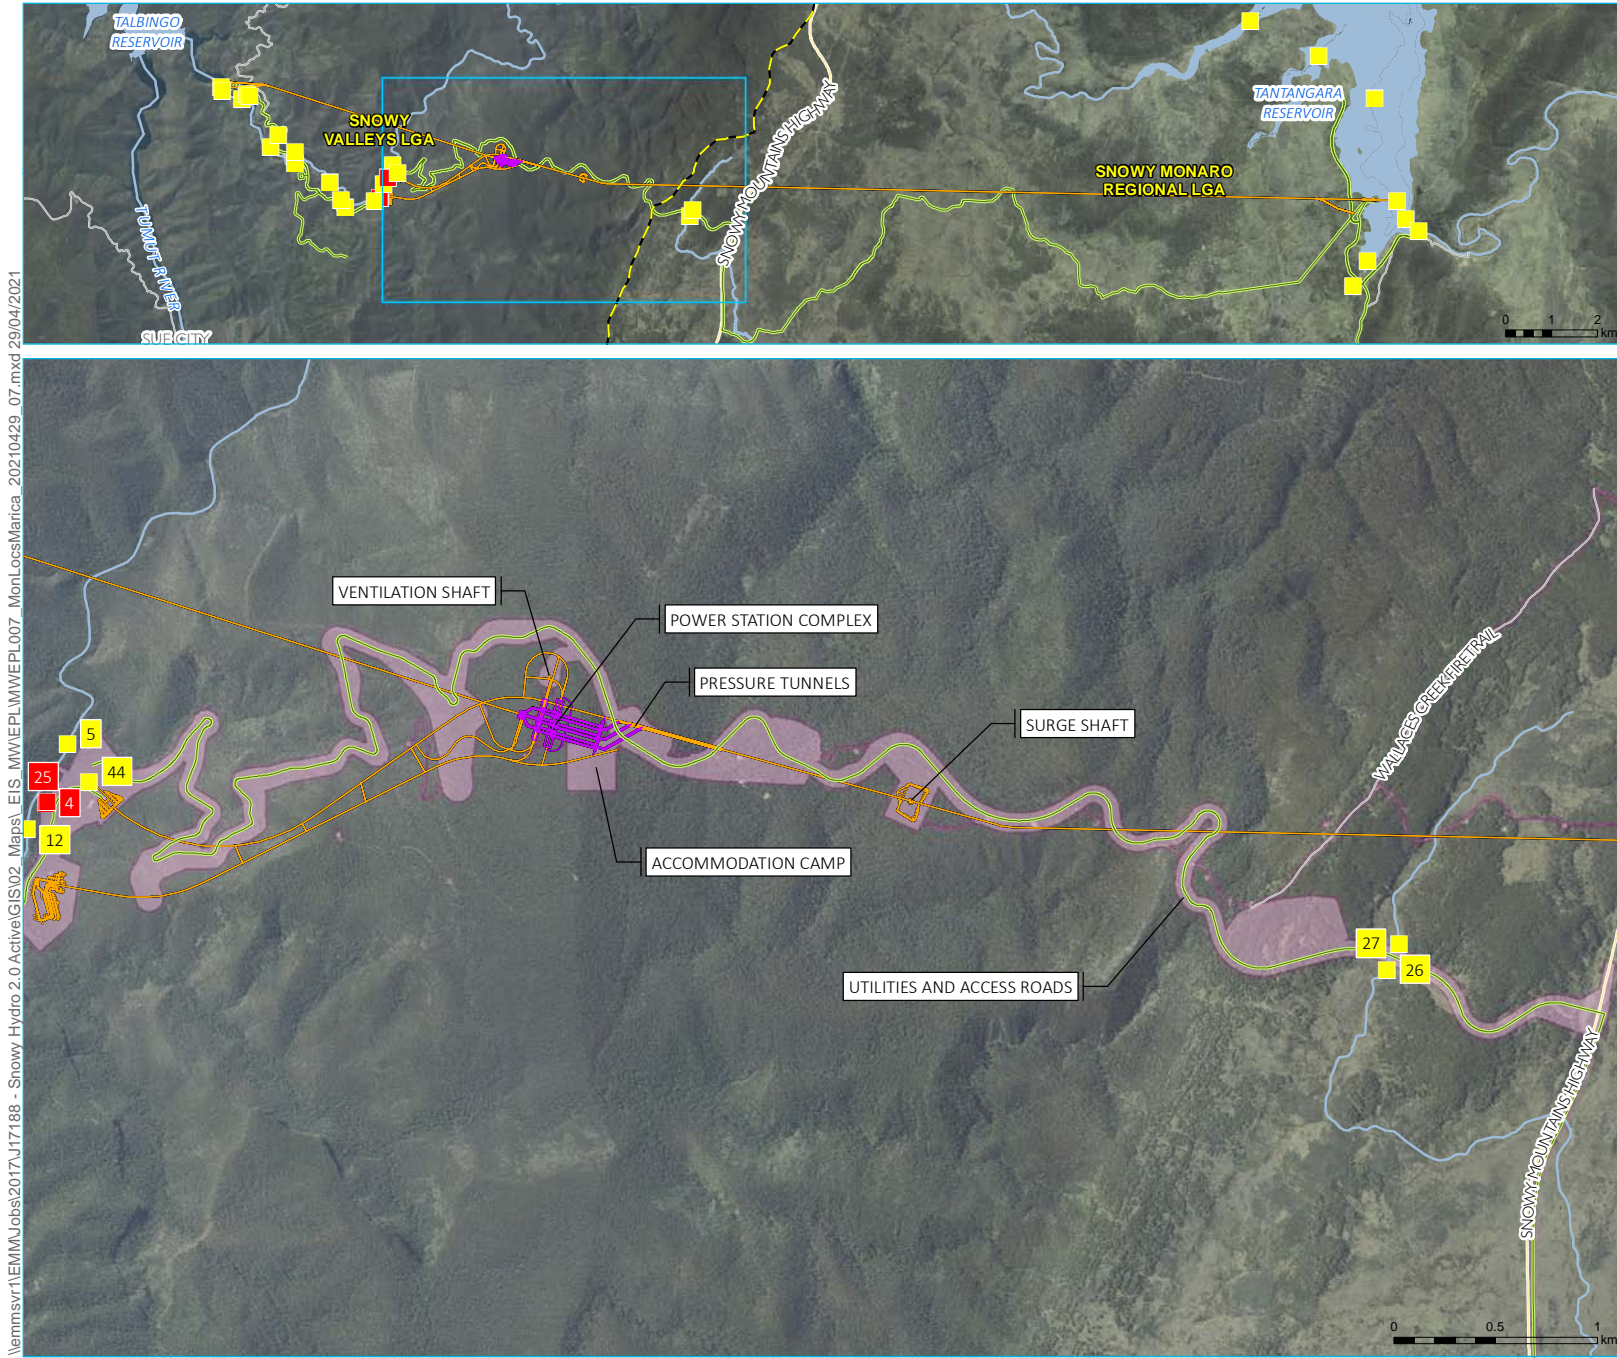 TALBINGO
RESERVOIR
SNOWY
VALLEYS LGA
TUMUT RIVER
SUE CITY
SNOWY MOUNTAINS HIGHWAY
SNOWY MONARO
REGIONAL LGA
TANTANGARA
RESERVOIR
0 1 2
km
\\emmsvr1\EMM\Jobs\2017\J17188 - Snowy Hydro 2.0 Active\GIS\02_Maps\_EIS_MW\EPL\MWEPL007_MonLocsMarica_20210429_07.mxd 29/04/2021
VENTILATION SHAFT
POWER STATION COMPLEX
PRESSURE TUNNELS
SURGE SHAFT
WALLACES CREEK FIRETRAIL
5
44
25
4
12
ACCOMMODATION CAMP
27
26
UTILITIES AND ACCESS ROADS
SNOWY MOUNTAINS HIGHWAY
0 0.5 1
km